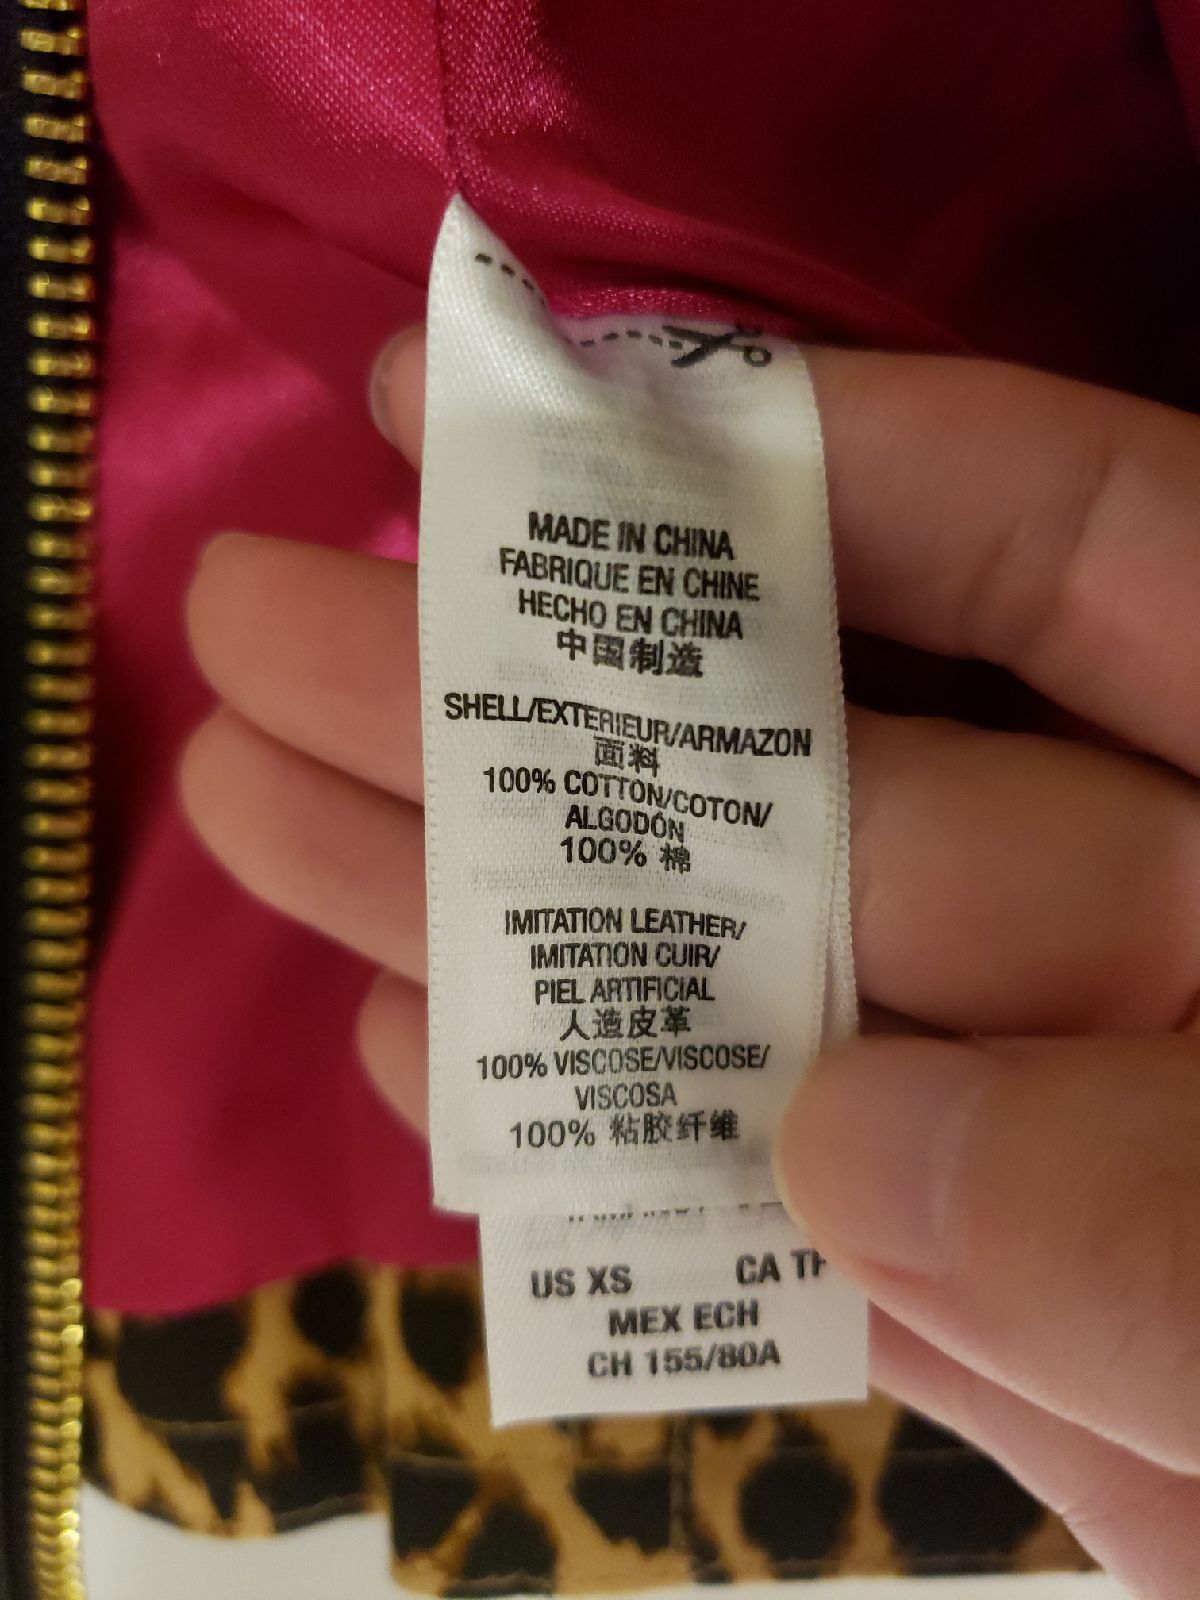 MADE IN CHINA
FABRIQUE EN CHINE
HECHO EN CHINA
中国制造
SHELL/EXTERIEUR/ARMAZON
面料
100% COTTON/COTON/
ALGODÓN
100% 棉
IMITATION LEATHER/
IMITATION CUIR/
PIEL ARTIFICIAL
人造皮革
100% VISCOSE/VISCOSE/
VISCOSA
100% 粘胶纤维
US XS CA
MEX ECH
CH 155/80A